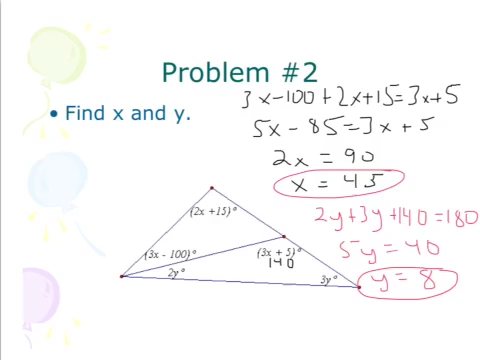 Problem #2
• Find x and y.
3x-100+2x+15=3x+5
5x-85=3x+5
2x=90
x=45
2y+3y+140=180
5y=40
y=8
(2x +15)°
(3x - 100)°
(3x + 5)°
140
2y°
3y°